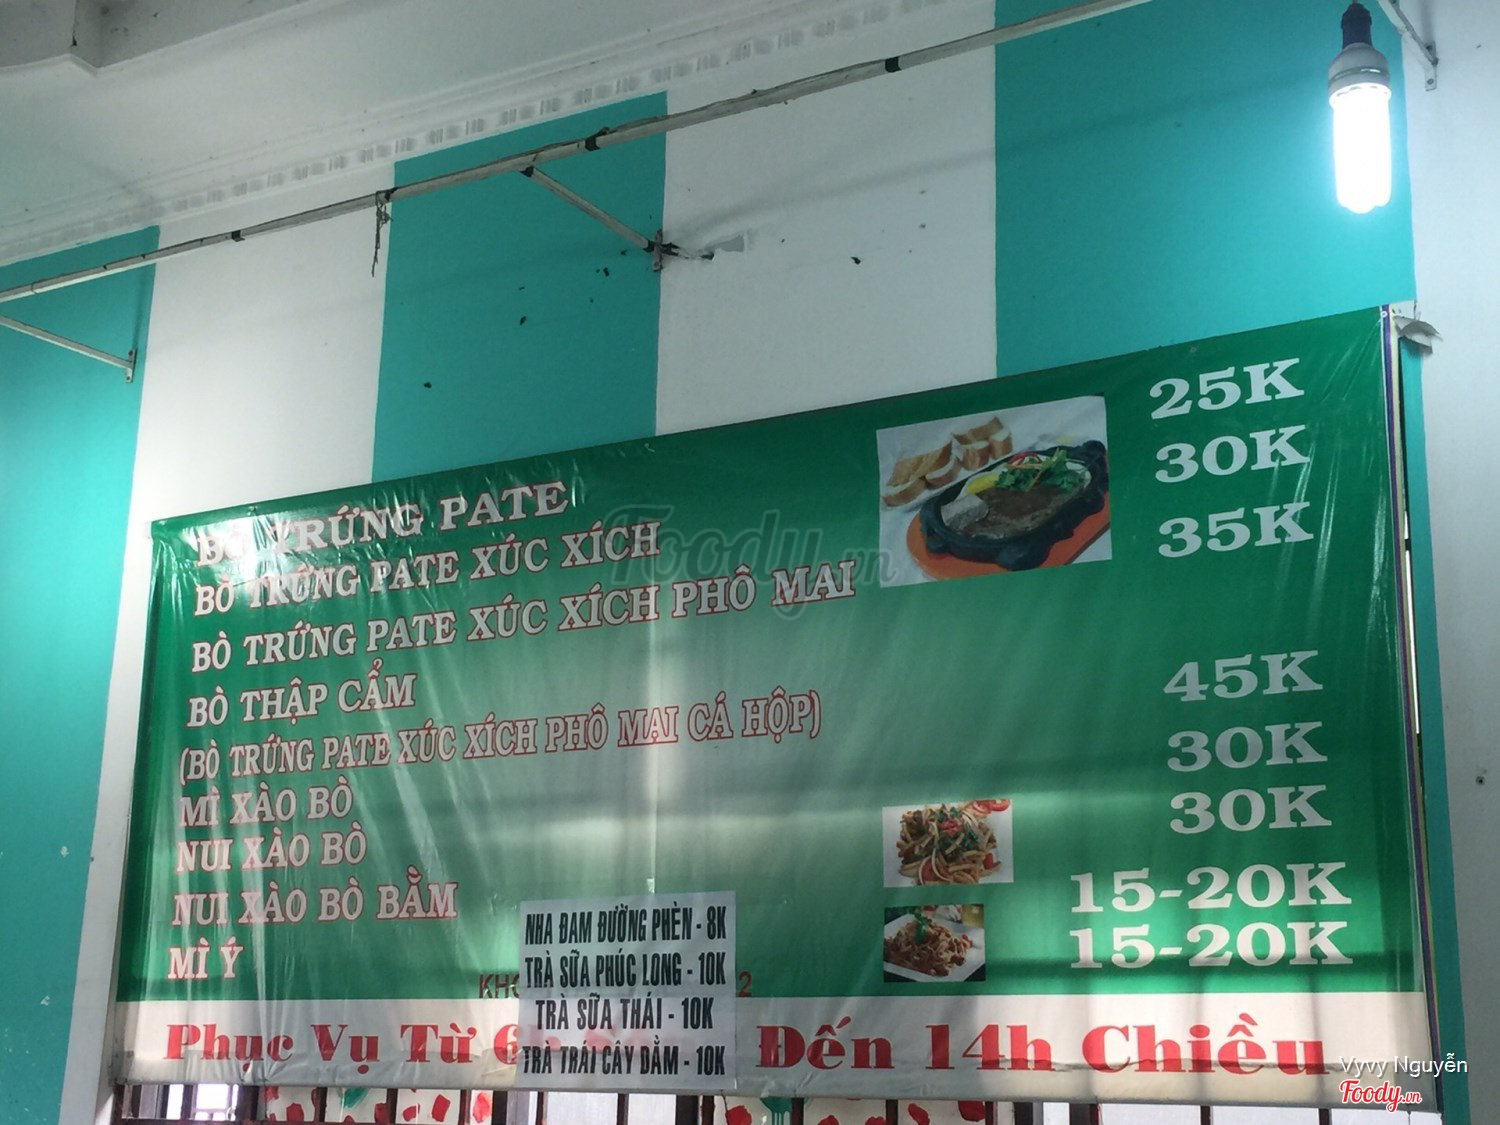 BÒ TRỨNG PATE 25K
BÒ TRỨNG PATE XÚC XÍCH 30K
BÒ TRỨNG PATE XÚC XÍCH PHÔ MAI 35K
BÒ THẬP CẨM 45K
(BÒ TRỨNG PATE XÚC XÍCH PHÔ MAI CÁ HỘP)
MÌ XÀO BÒ 30K
NUI XÀO BÒ 30K
NUI XÀO BÒ BẰM 15-20K
MÌ Ý 15-20K
NHA ĐAM ĐƯỜNG PHÈN - 8K
TRÀ SỮA PHÚC LONG - 10K
TRÀ SỮA THÁI - 10K
TRÀ TRÁI CÂY ĐẰM - 10K
Phục Vụ Từ Đến 14h Chiều
Foody.vn
Vyvy Nguyễn
Foody.vn